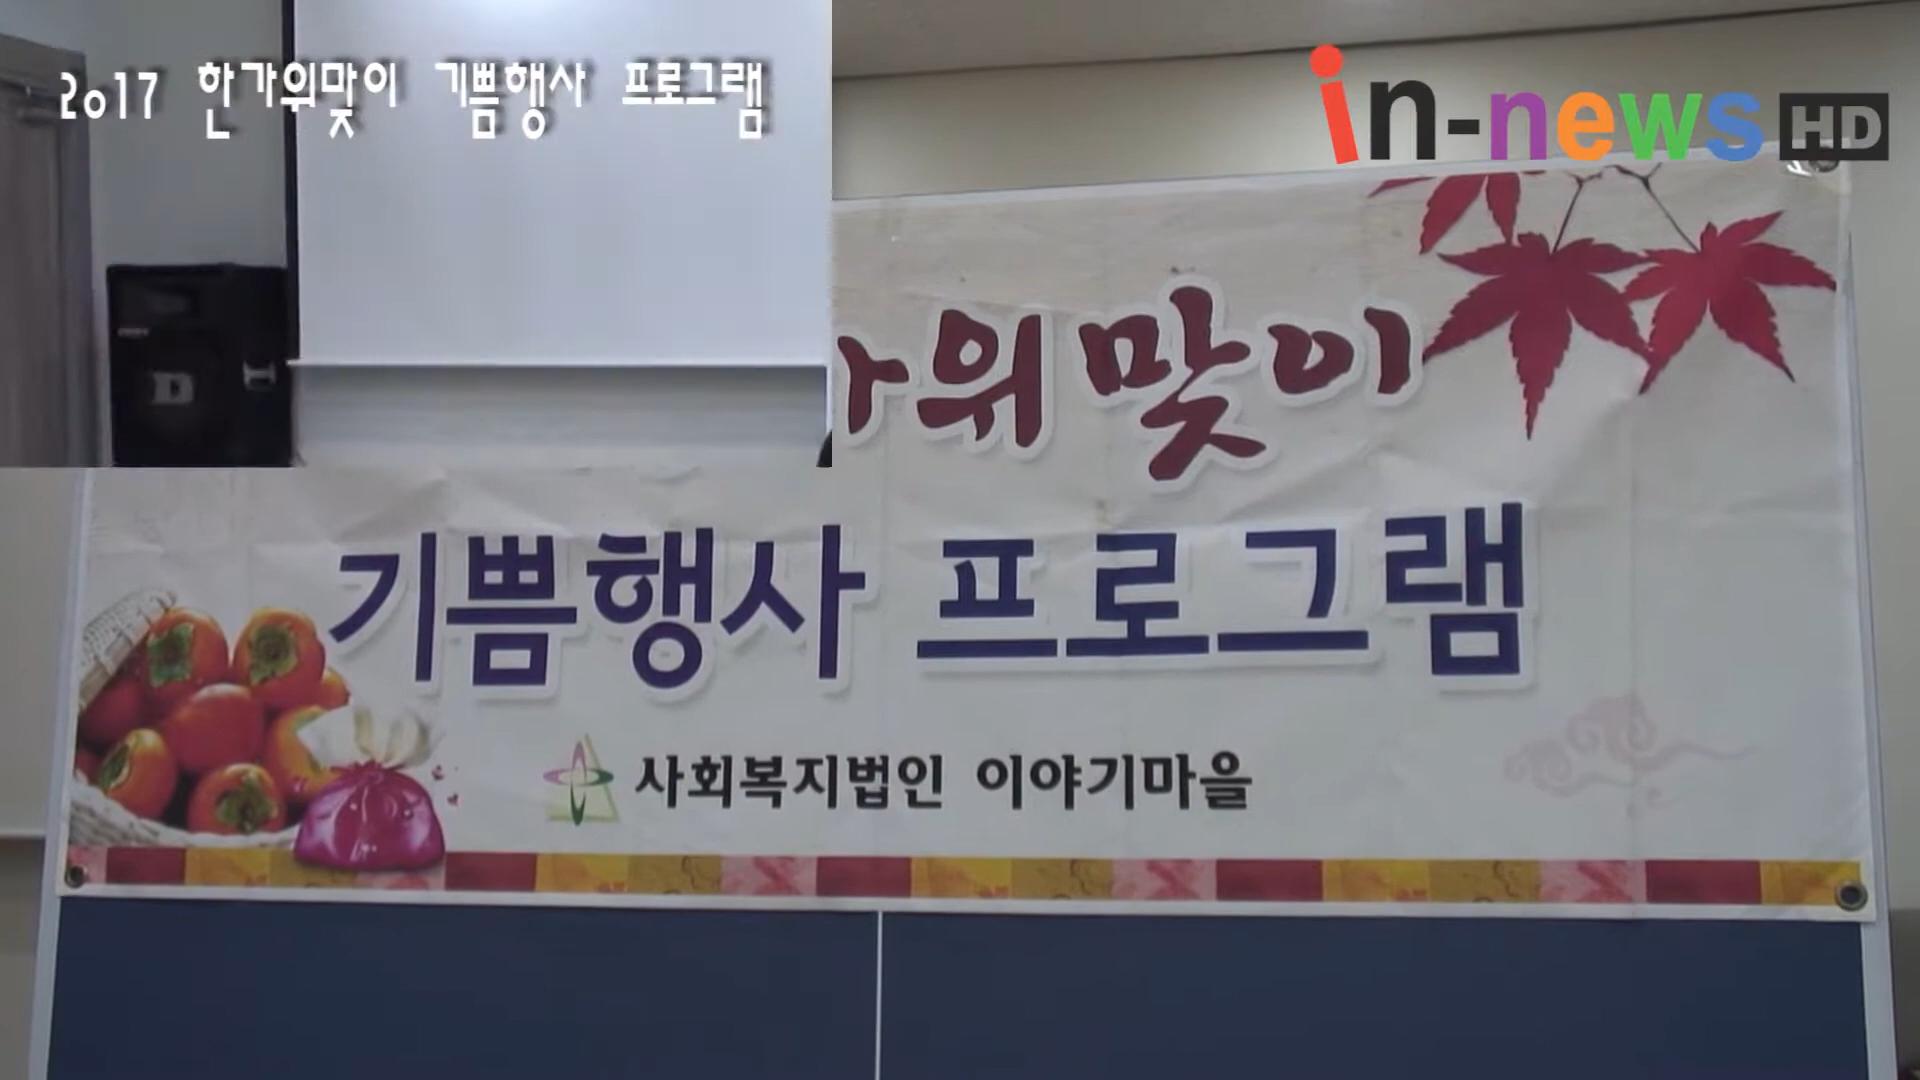 2017 한가위맞이 기쁨행사 프로그램
in-news HD
가위맞이
기쁨행사 프로그램
사회복지법인 이야기마을
D